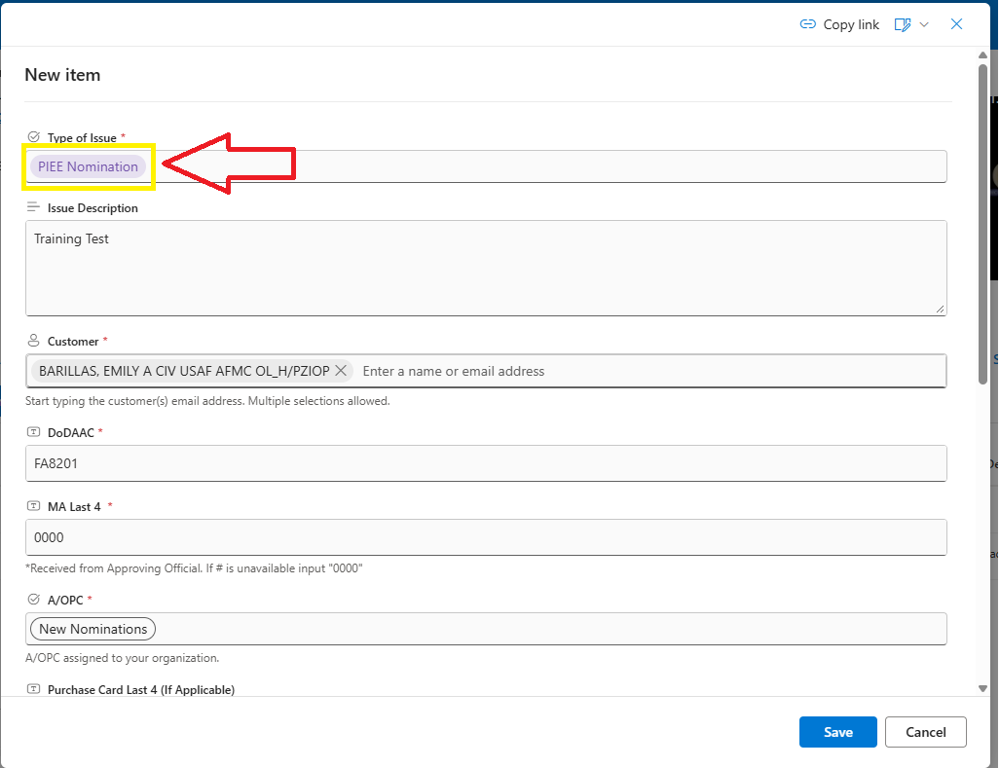 Copy link
New item
Type of Issue *
PIEE Nomination
Issue Description
Training Test
Customer *
BARILLAS, EMILY A CIV USAF AFMC OL_H/PZIOP Enter a name or email address
Start typing the customer(s) email address. Multiple selections allowed.
DoDAAC *
FA8201
MA Last 4 *
0000
*Received from Approving Official. If # is unavailable input "0000"
A/OPC *
New Nominations
A/OPC assigned to your organization.
Purchase Card Last 4 (If Applicable)
Save Cancel